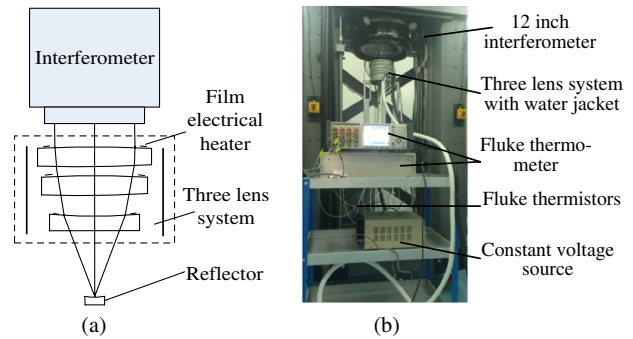 Interferometer
Film
electrical
heater
Three lens
system
Reflector
(a)
12 inch
interferometer
Three lens system
with water jacket
Fluke thermo-
meter
Fluke thermistors
Constant voltage
source
(b)